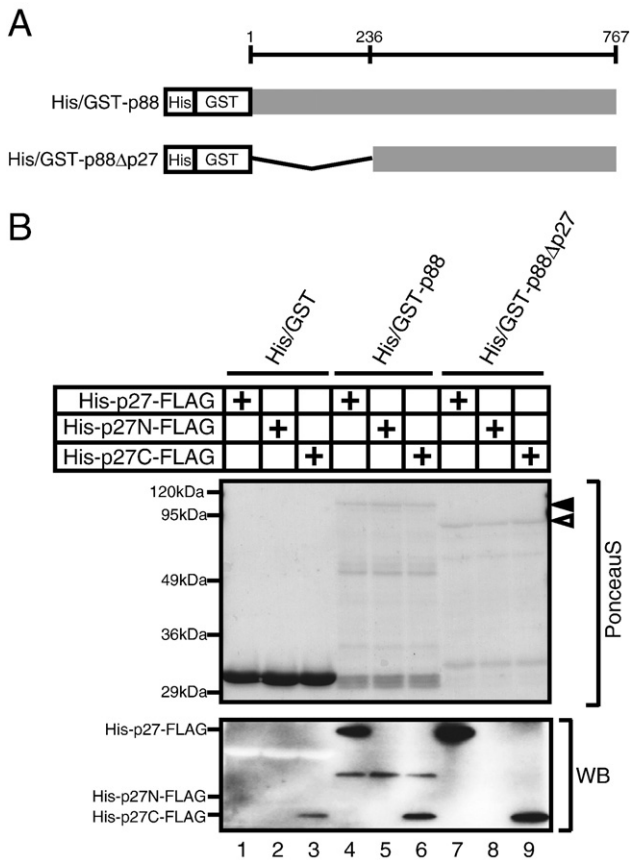 A
1 236 767
His/GST-p88 His GST
His/GST-p88Δp27 His GST
B
His/GST His/GST-p88 His/GST-p88Δp27
His-p27-FLAG + + +
His-p27N-FLAG + + +
His-p27C-FLAG + + +
120kDa
95kDa
49kDa
36kDa
29kDa
PonceauS
His-p27-FLAG
His-p27N-FLAG
His-p27C-FLAG
WB
1 2 3 4 5 6 7 8 9